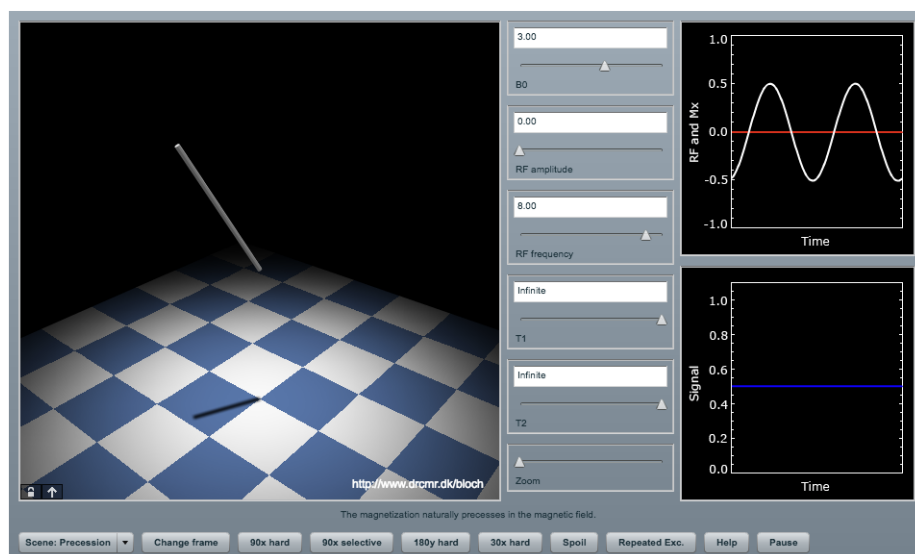 3.00
B0
0.00
RF amplitude
8.00
RF frequency
Infinite
T1
Infinite
T2
Zoom
http://www.drcmr.dk/bloch
1.0
0.5
0.0
-0.5
-1.0
RF and Mx
Time
1.0
0.8
0.6
0.4
0.2
0.0
Signal
Time
The magnetization naturally precesses in the magnetic field.
Scene: Precession Change frame 90x hard 90x selective 180y hard 30x hard Spoil Repeated Exc. Help Pause